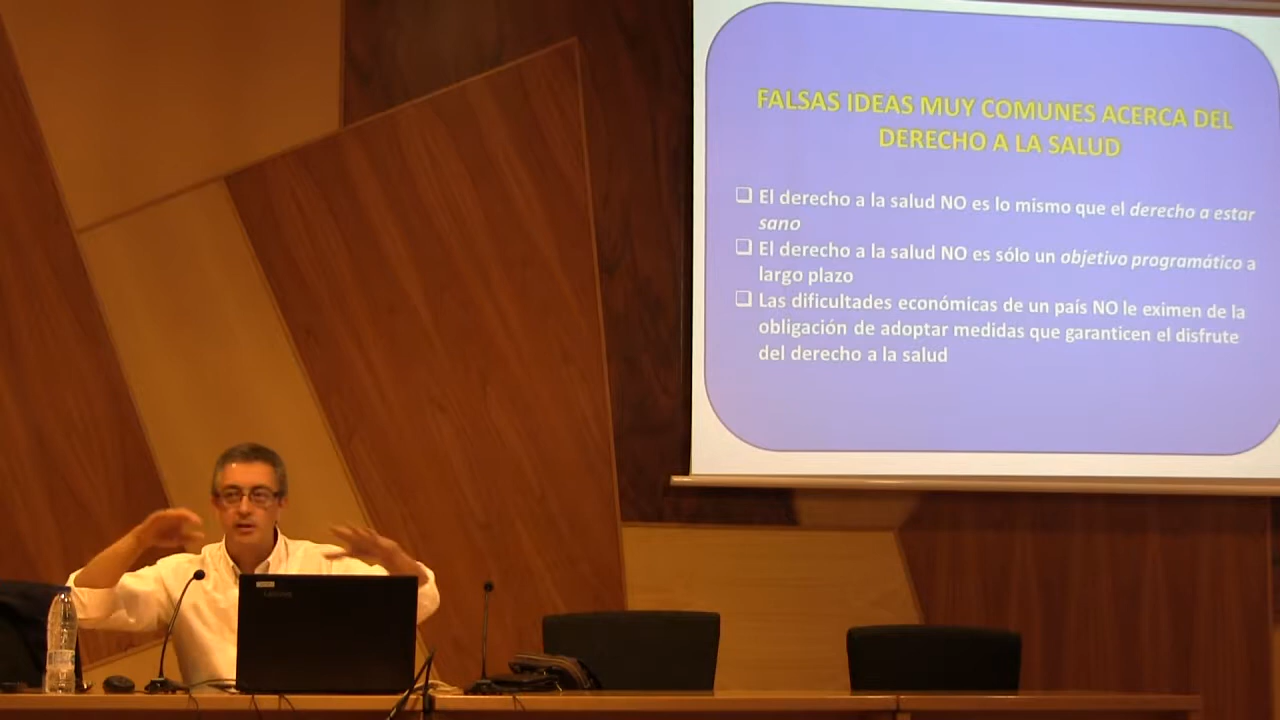 FALSAS IDEAS MUY COMUNES ACERCA DEL
DERECHO A LA SALUD
❑ El derecho a la salud NO es lo mismo que el derecho a estar
sano
❑ El derecho a la salud NO es sólo un objetivo programático a
largo plazo
❑ Las dificultades económicas de un país NO le eximen de la
obligación de adoptar medidas que garanticen el disfrute
del derecho a la salud